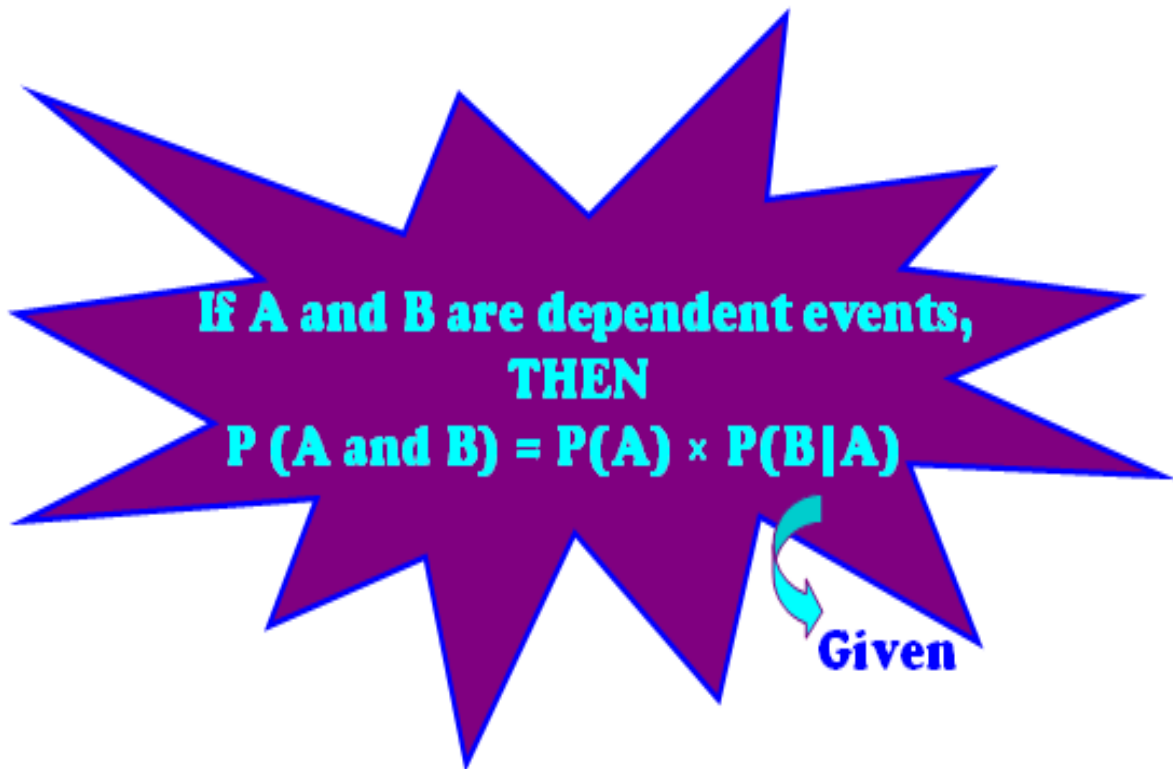 If A and B are dependent events,
THEN
P (A and B) = P(A) × P(B|A)
Given